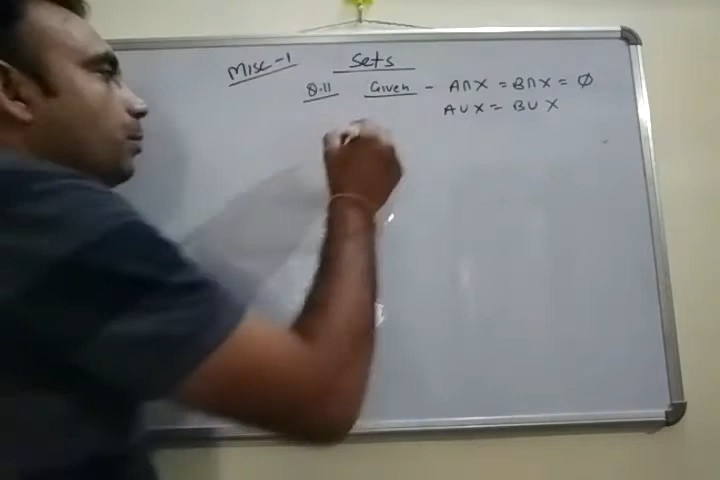 Misc-1 Sets
Q.11 Given - A∩X = B∩X = ∅
A∪X = B∪X